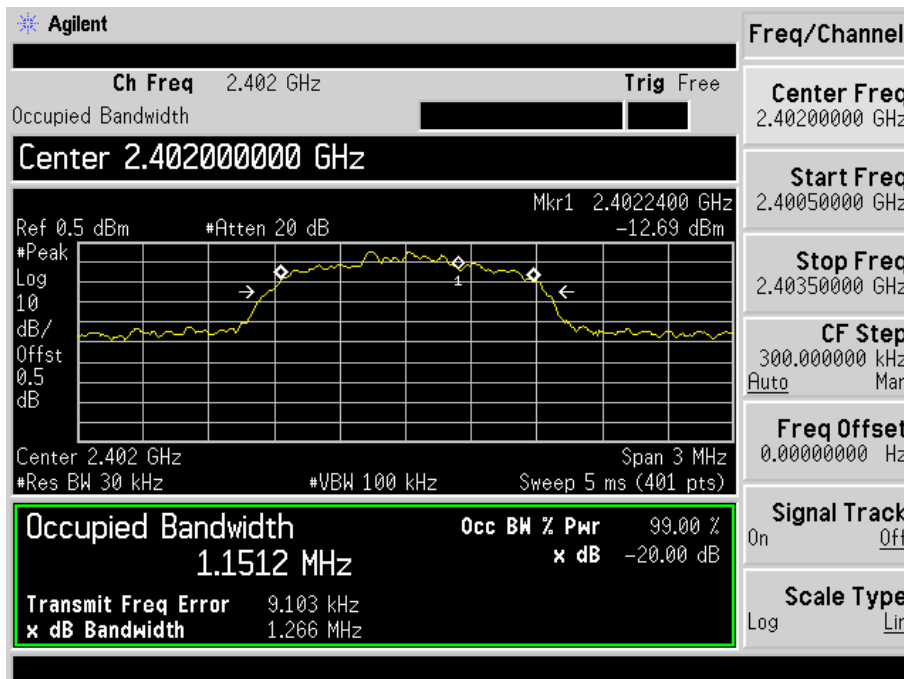 Agilent
Ch Freq 2.402 GHz Trig Free
Occupied Bandwidth
Center 2.402000000 GHz
Mkr1 2.4022400 GHz
Ref 0.5 dBm #Atten 20 dB -12.69 dBm
#Peak
Log
10
dB/
Offst
0.5
dB
1
Center 2.402 GHz Span 3 MHz
#Res BW 30 kHz #VBW 100 kHz Sweep 5 ms (401 pts)
Occupied Bandwidth
1.1512 MHz
Occ BW % Pwr 99.00 %
x dB -20.00 dB
Transmit Freq Error 9.103 kHz
x dB Bandwidth 1.266 MHz
Freq/Channel
Center Freq
2.40200000 GHz
Start Freq
2.40050000 GHz
Stop Freq
2.40350000 GHz
CF Step
300.000000 kHz
Auto Man
Freq Offset
0.00000000 Hz
Signal Track
On Off
Scale Type
Log Lin